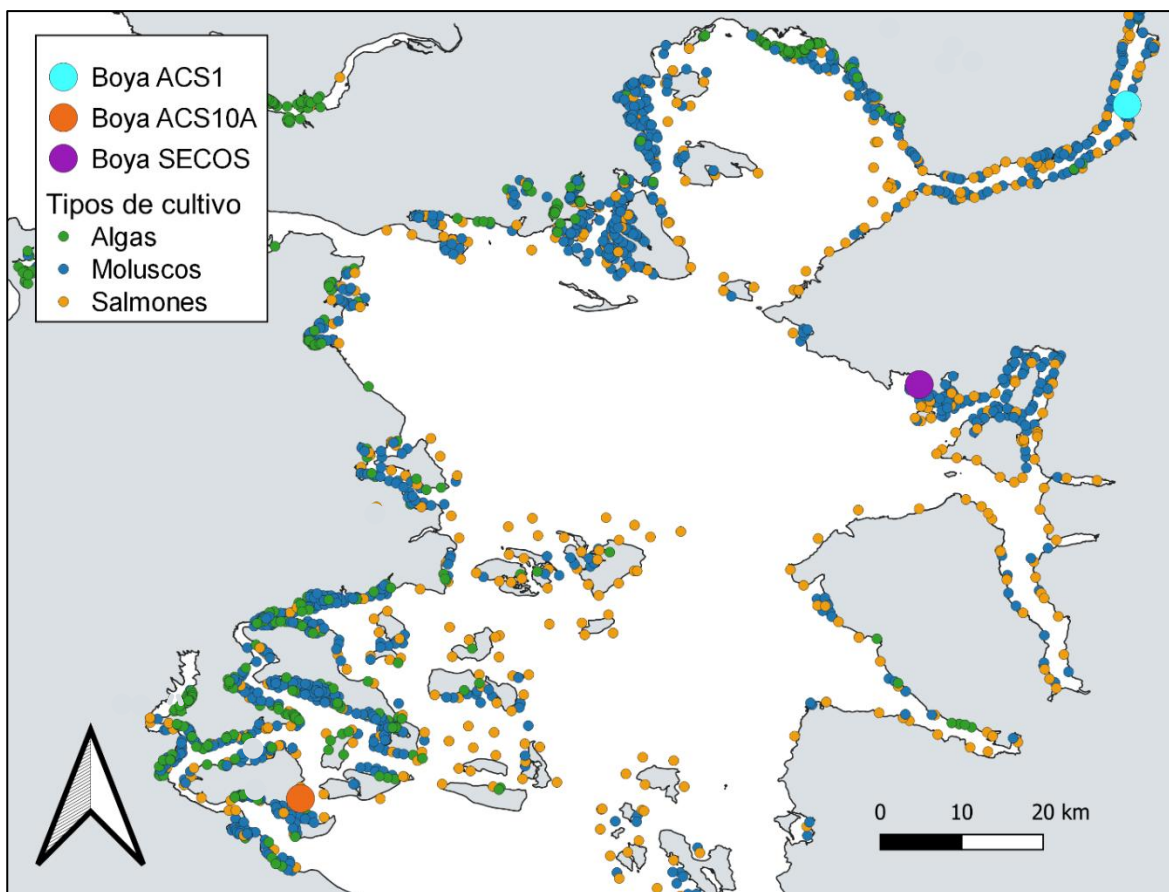 Boya ACS1
Boya ACS10A
Boya SECOS
Tipos de cultivo
Algas
Moluscos
Salmones
0 10 20 km